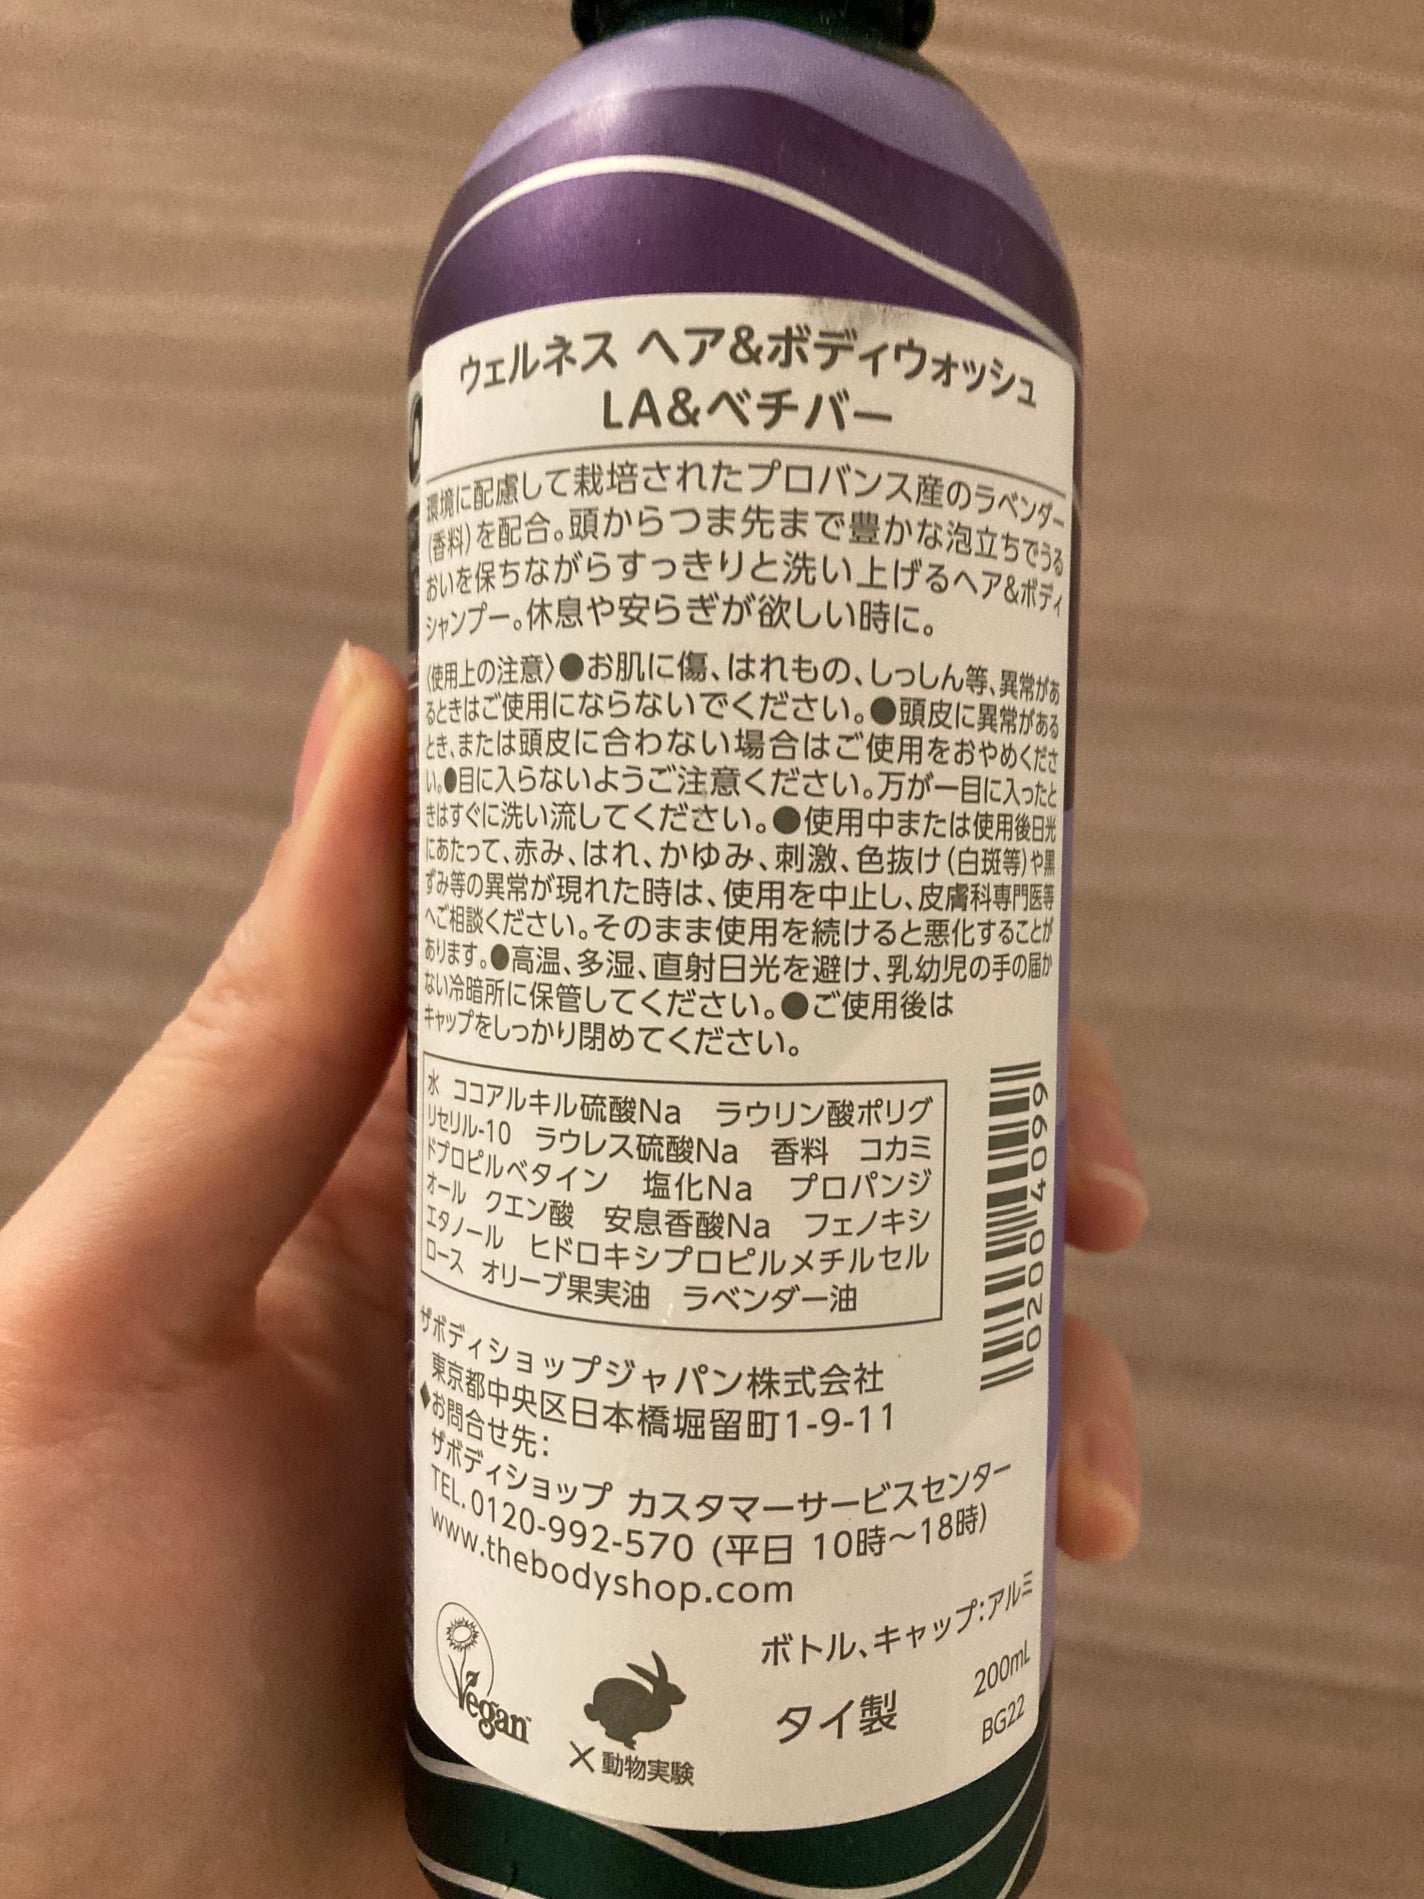 ウェルネス ヘア&ボディウォッシュ
LA&ベチバー
環境に配慮して栽培されたプロバンス産のラベンダー
(香料)を配合。頭からつま先まで豊かな泡立ちでうる
おいを保ちながらすっきりと洗い上げるヘア&ボディ
シャンプー。休息や安らぎが欲しい時に。
〈使用上の注意〉●お肌に傷、はれもの、しっしん等、異常があ
るときはご使用にならないでください。●頭皮に異常がある
とき、または頭皮に合わない場合はご使用をおやめくださ
い。●目に入らないようご注意ください。万が一目に入ったと
きはすぐに洗い流してください。●使用中または使用後日光
にあたって、赤み、はれ、かゆみ、刺激、色抜け(白斑等)や黒
ずみ等の異常が現れた時は、使用を中止し、皮膚科専門医等
へご相談ください。そのまま使用を続けると悪化することが
あります。●高温、多湿、直射日光を避け、乳幼児の手の届か
ない冷暗所に保管してください。●ご使用後は
キャップをしっかり閉めてください。
水 ココアルキル硫酸Na ラウリン酸ポリグ
リセリル-10 ラウレス硫酸Na 香料 コカミ
ドプロピルベタイン 塩化Na プロパンジ
オール クエン酸 安息香酸Na フェノキシ
エタノール ヒドロキシプロピルメチルセル
ロース オリーブ果実油 ラベンダー油
02004099
ザボディショップジャパン株式会社
東京都中央区日本橋堀留町1-9-11
◆お問合せ先：
ザボディショップ カスタマーサービスセンター
TEL.0120-992-570 (平日 10時〜18時)
www.thebodyshop.com
ボトル、キャップ：アルミ
200mL
タイ製
BG22
Vegan™
×動物実験